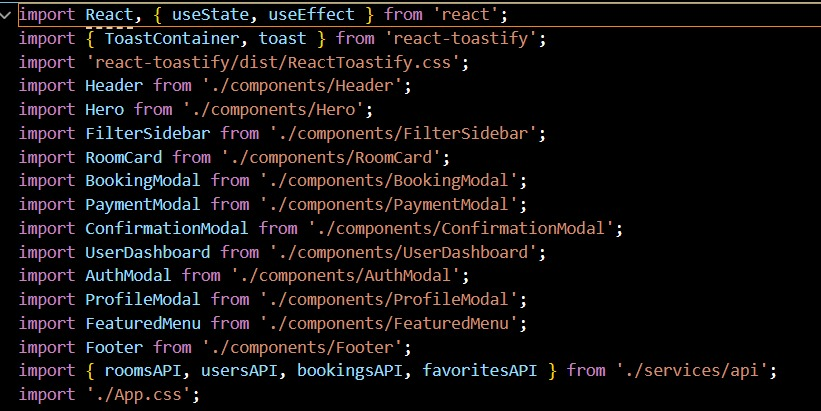 import React, { useState, useEffect } from 'react';
import { ToastContainer, toast } from 'react-toastify';
import 'react-toastify/dist/ReactToastify.css';
import Header from './components/Header';
import Hero from './components/Hero';
import FilterSidebar from './components/FilterSidebar';
import RoomCard from './components/RoomCard';
import BookingModal from './components/BookingModal';
import PaymentModal from './components/PaymentModal';
import ConfirmationModal from './components/ConfirmationModal';
import UserDashboard from './components/UserDashboard';
import AuthModal from './components/AuthModal';
import ProfileModal from './components/ProfileModal';
import FeaturedMenu from './components/FeaturedMenu';
import Footer from './components/Footer';
import { roomsAPI, usersAPI, bookingsAPI, favoritesAPI } from './services/api';
import './App.css';